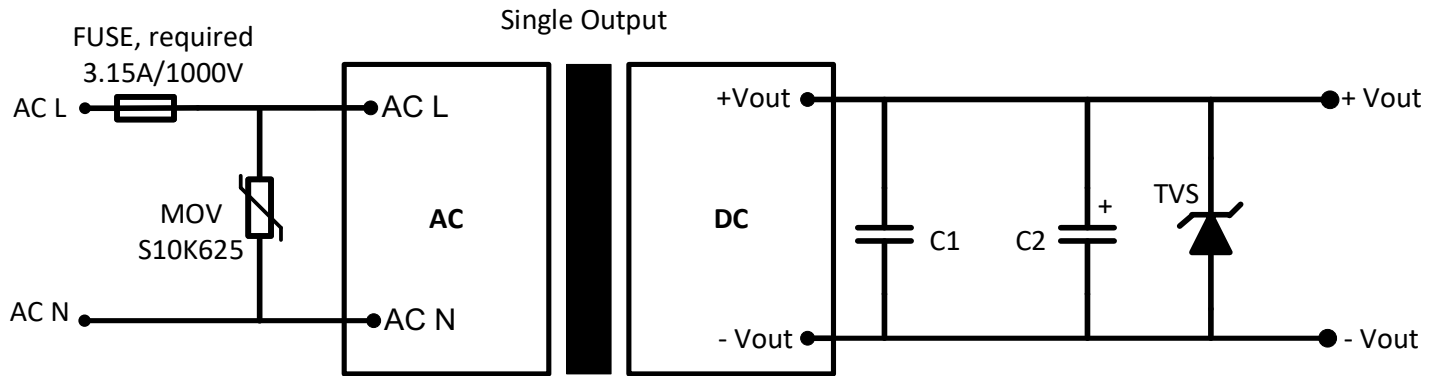 Single Output
FUSE, required
3.15A/1000V
AC L
AC L
+Vout
+ Vout
MOV
S10K625
AC
DC
C1
C2
+
TVS
AC N
AC N
- Vout
- Vout